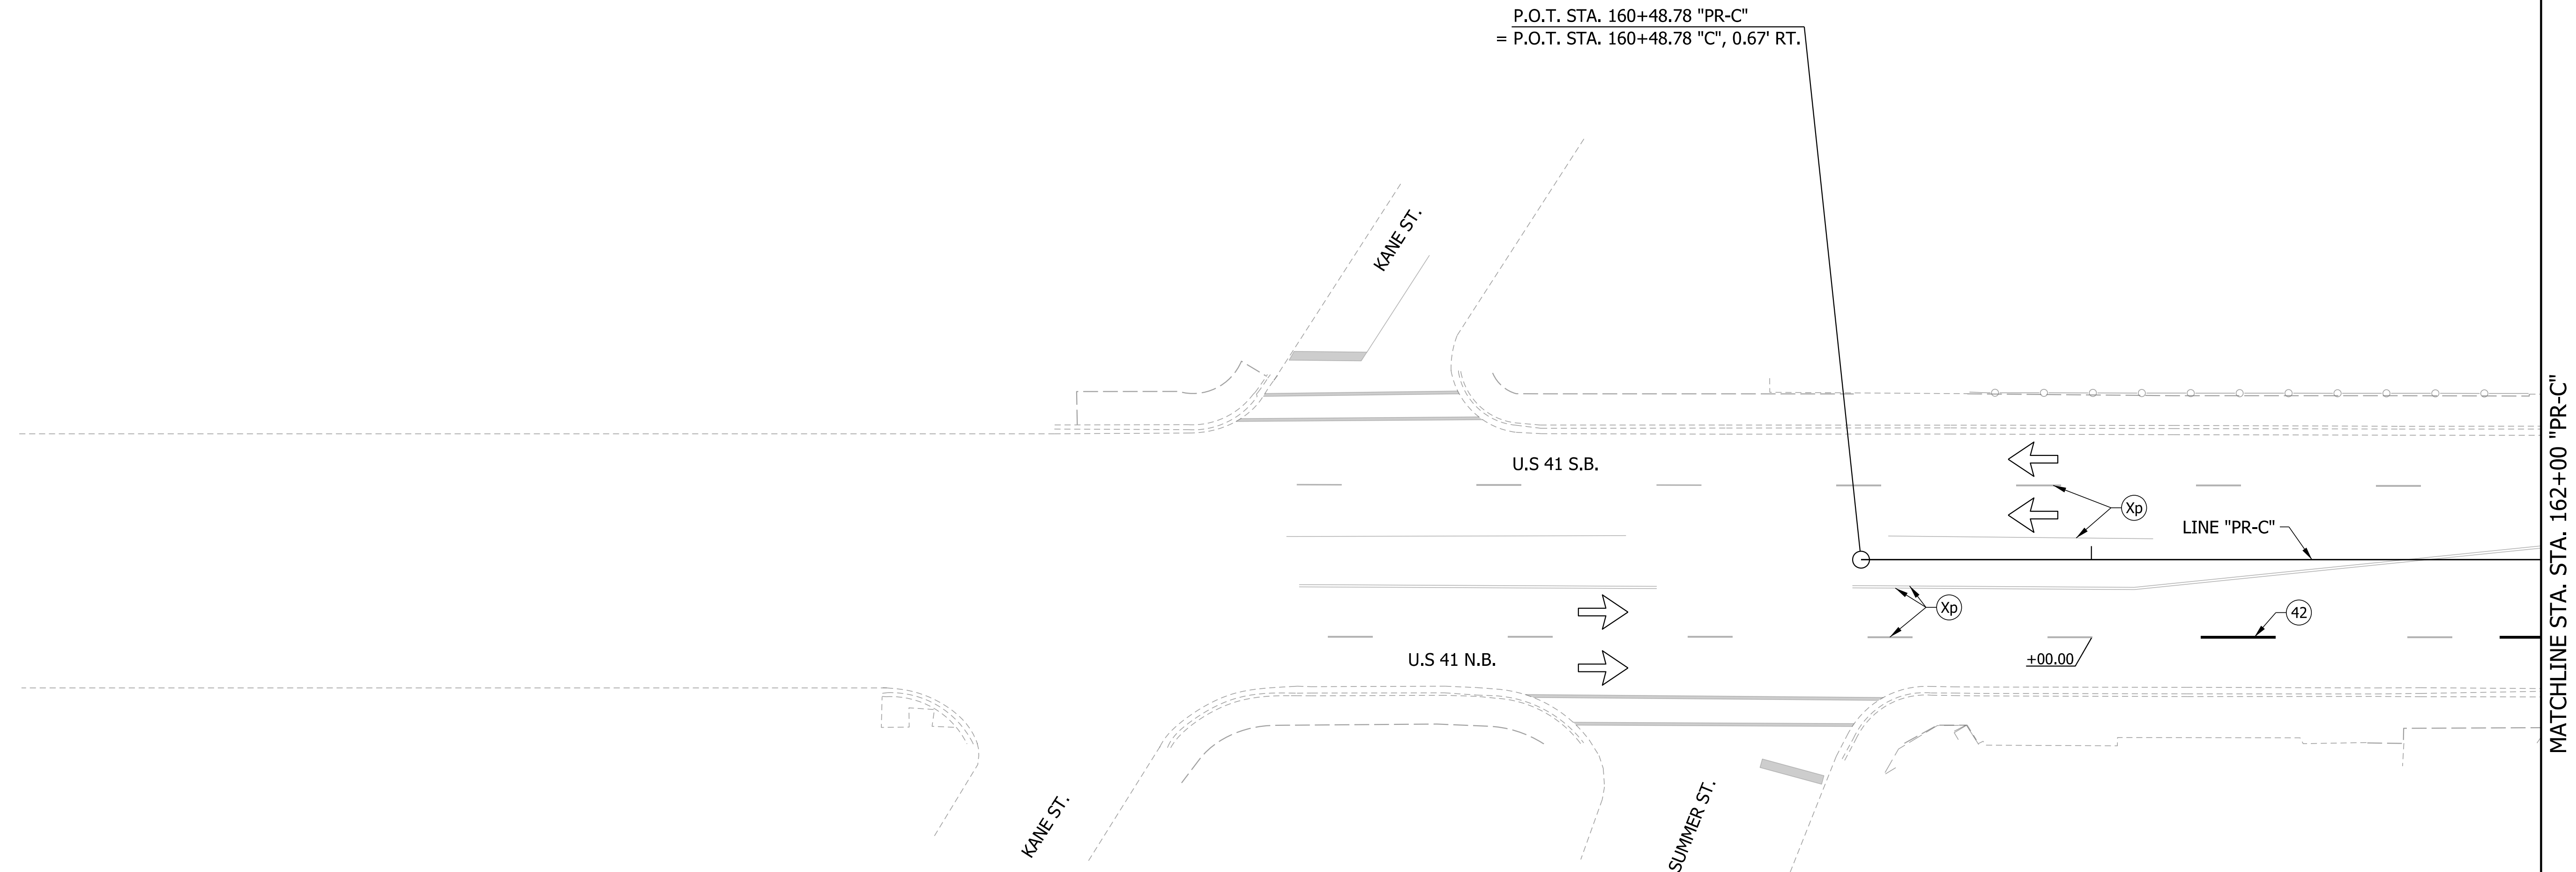 P.O.T. STA. 160+48.78 "PR-C"
= P.O.T. STA. 160+48.78 "C", 0.67' RT.
KANE ST.
U.S 41 S.B.
Xp
LINE "PR-C"
Xp
42
+00.00
U.S 41 N.B.
KANE ST.
SUMMER ST.
MATCHLINE STA. STA. 162+00 "PR-C"